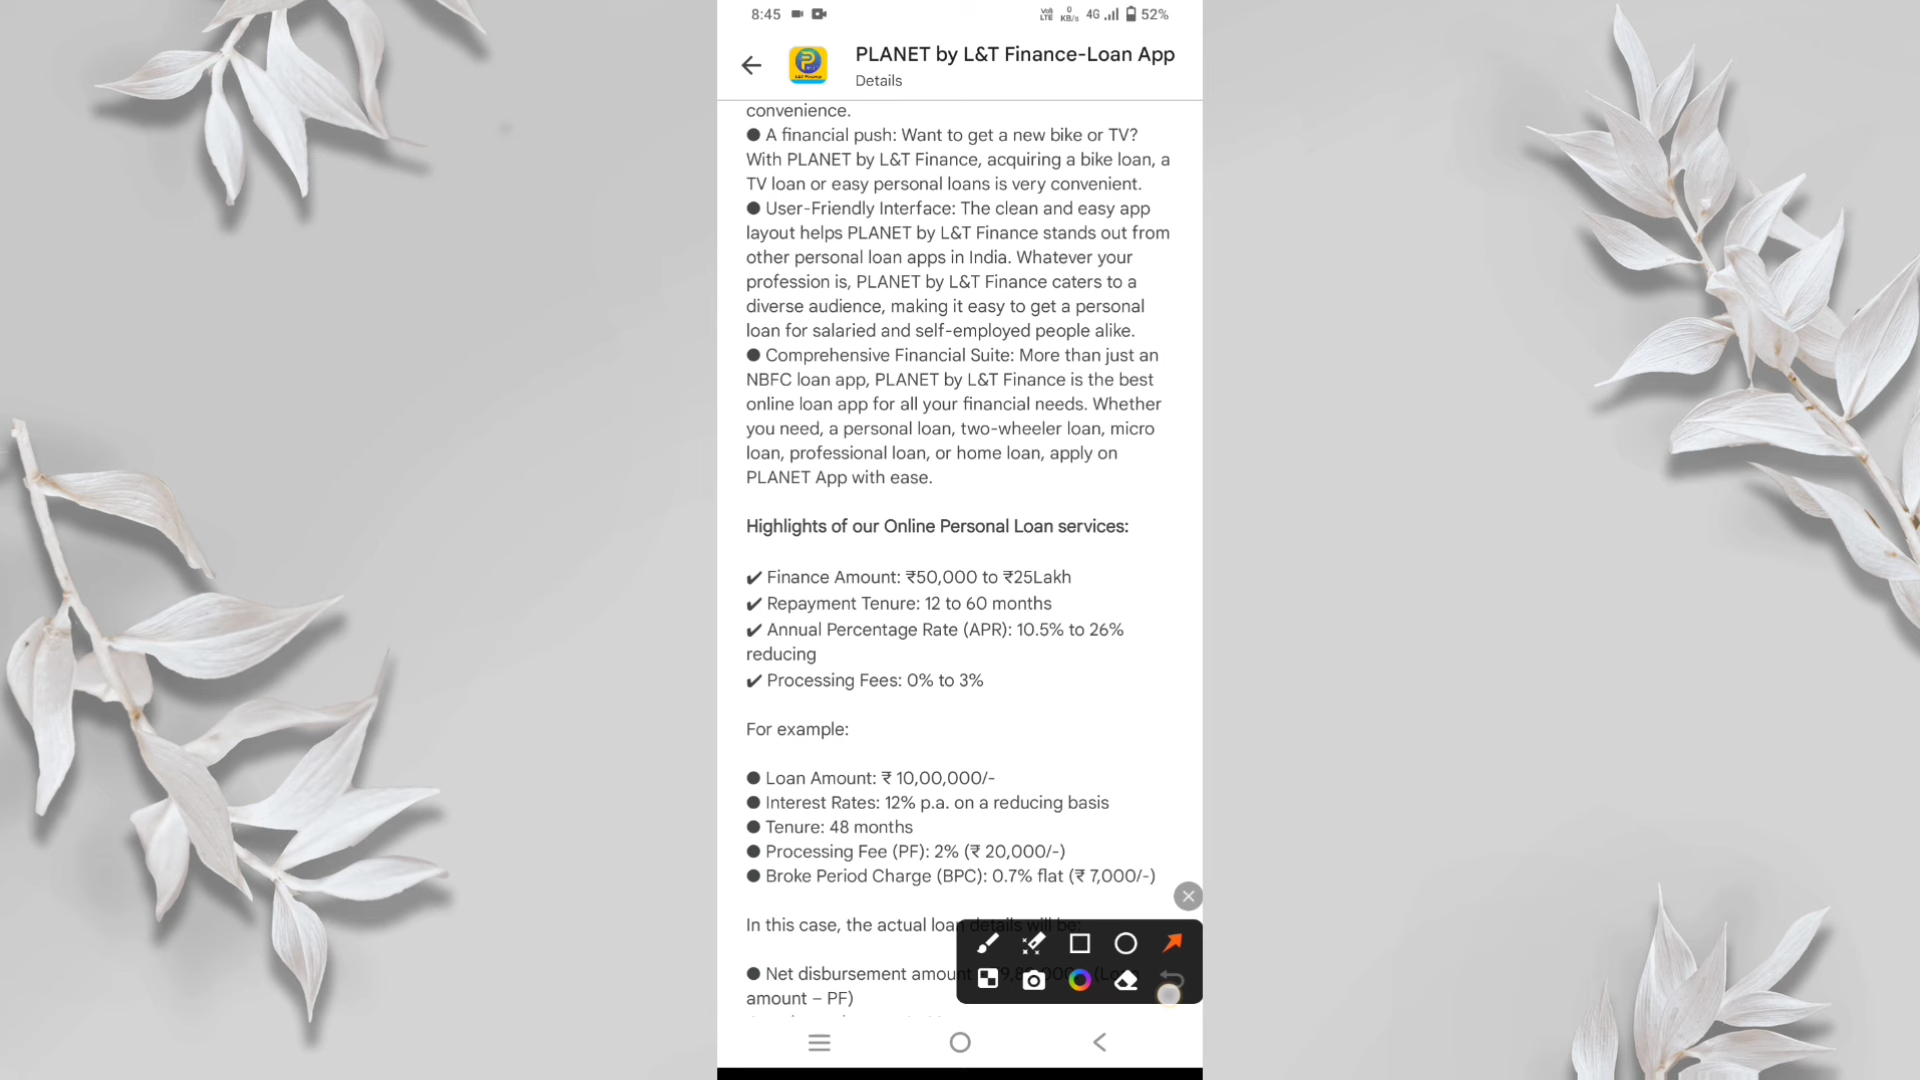 8:45
Vo)) LTE
0 KB/s
4G
52%
PLANET by L&T Finance-Loan App
Details
convenience.
● A financial push: Want to get a new bike or TV?
With PLANET by L&T Finance, acquiring a bike loan, a
TV loan or easy personal loans is very convenient.
● User-Friendly Interface: The clean and easy app
layout helps PLANET by L&T Finance stands out from
other personal loan apps in India. Whatever your
profession is, PLANET by L&T Finance caters to a
diverse audience, making it easy to get a personal
loan for salaried and self-employed people alike.
● Comprehensive Financial Suite: More than just an
NBFC loan app, PLANET by L&T Finance is the best
online loan app for all your financial needs. Whether
you need, a personal loan, two-wheeler loan, micro
loan, professional loan, or home loan, apply on
PLANET App with ease.
Highlights of our Online Personal Loan services:
✔ Finance Amount: ₹50,000 to ₹25Lakh
✔ Repayment Tenure: 12 to 60 months
✔ Annual Percentage Rate (APR): 10.5% to 26%
reducing
✔ Processing Fees: 0% to 3%
For example:
● Loan Amount: ₹ 10,00,000/-
● Interest Rates: 12% p.a. on a reducing basis
● Tenure: 48 months
● Processing Fee (PF): 2% (₹ 20,000/-)
● Broke Period Charge (BPC): 0.7% flat (₹ 7,000/-)
In this case, the actual loan details will be:
● Net disbursement amount (Loan
amount – PF)